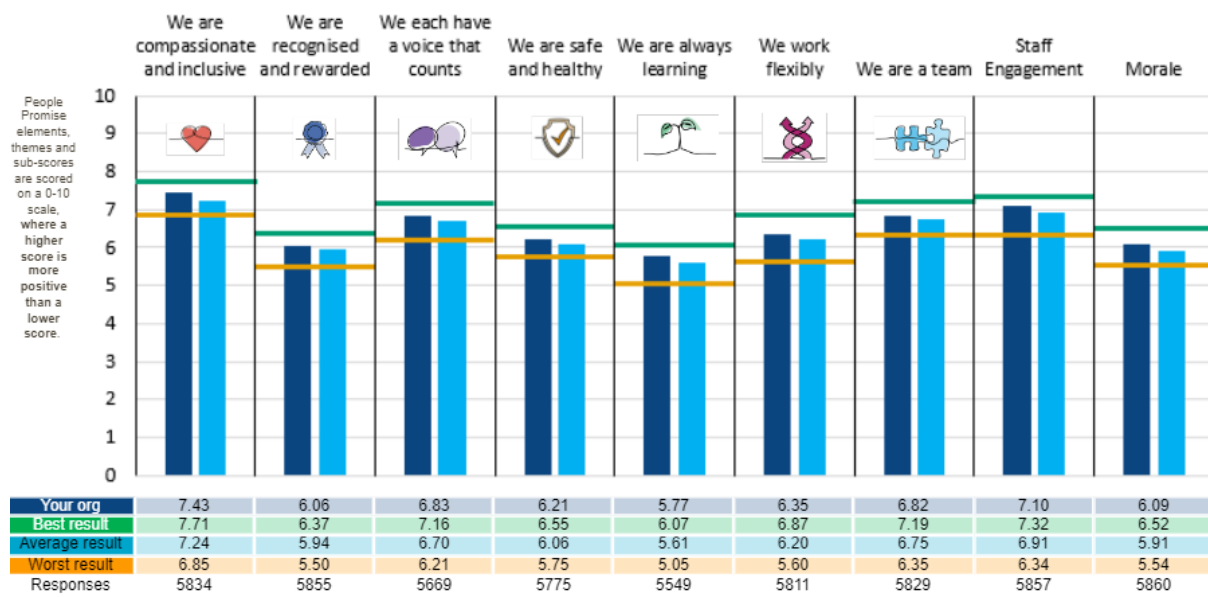 We are
compassionate
and inclusive
We are
recognised
and rewarded
We each have
a voice that
counts
We are safe
and healthy
We are always
learning
We work
flexibly
We are a team
Staff
Engagement
Morale
People
Promise
elements,
themes and
sub-scores
are scored
on a 0-10
scale,
where a
higher
score is
more
positive
than a
lower
score.
10
9
8
7
6
5
4
3
2
1
0
Your org 7.43 6.06 6.83 6.21 5.77 6.35 6.82 7.10 6.09
Best result 7.71 6.37 7.16 6.55 6.07 6.87 7.19 7.32 6.52
Average result 7.24 5.94 6.70 6.06 5.61 6.20 6.75 6.91 5.91
Worst result 6.85 5.50 6.21 5.75 5.05 5.60 6.35 6.34 5.54
Responses 5834 5855 5669 5775 5549 5811 5829 5857 5860